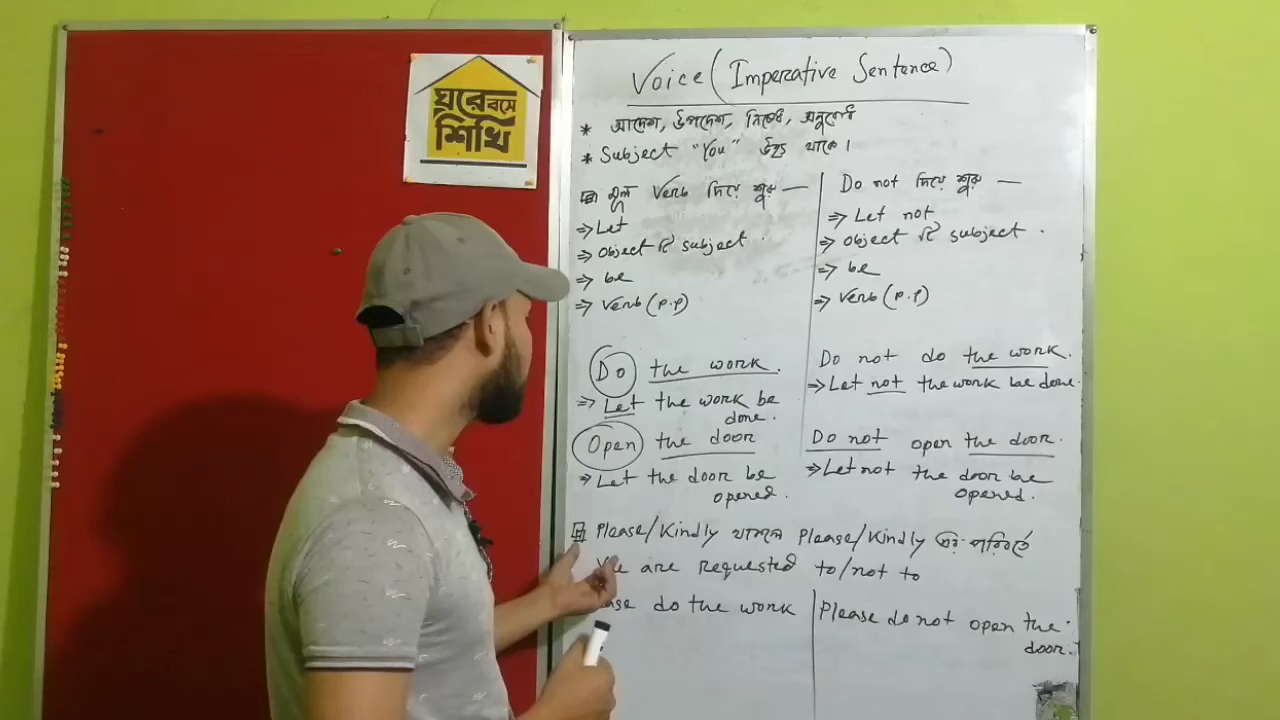 ঘরে বসে
শিখি
Voice (Imperative Sentence)
* আদেশ, উপদেশ, নিষেধ, অনুরোধ
* Subject "You" উহ্য থাকে।
মূল Verb দিয়ে শুরু —
⇒ Let
⇒ object টি subject.
⇒ be
⇒ Verb (P.P)
Do the work.
⇒ Let the work be
done.
Open the door
⇒ Let the door be
opened.
Do not দিয়ে শুরু —
⇒ Let not
⇒ object টি subject.
⇒ be
⇒ Verb (P.P)
Do not do the work.
⇒ Let not the work be done.
Do not open the door.
⇒ Let not the door be
opened.
Please/Kindly থাকলে Please/Kindly এর পরিবর্তে
are requested to/not to
do the work
Please do not open the
door.